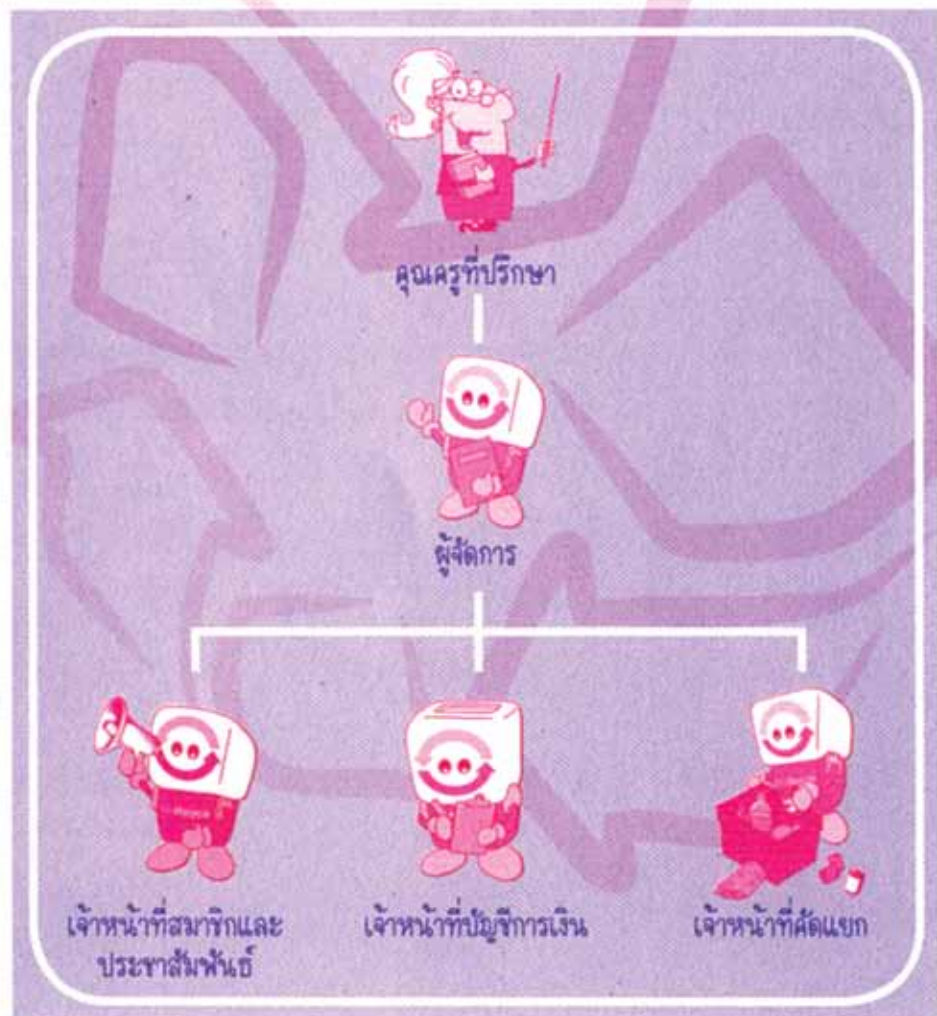 คุณครูที่ปรึกษา
ผู้จัดการ
เจ้าหน้าที่สมาชิกและ
ประชาสัมพันธ์
เจ้าหน้าที่บัญชีการเงิน
เจ้าหน้าที่คัดแยก